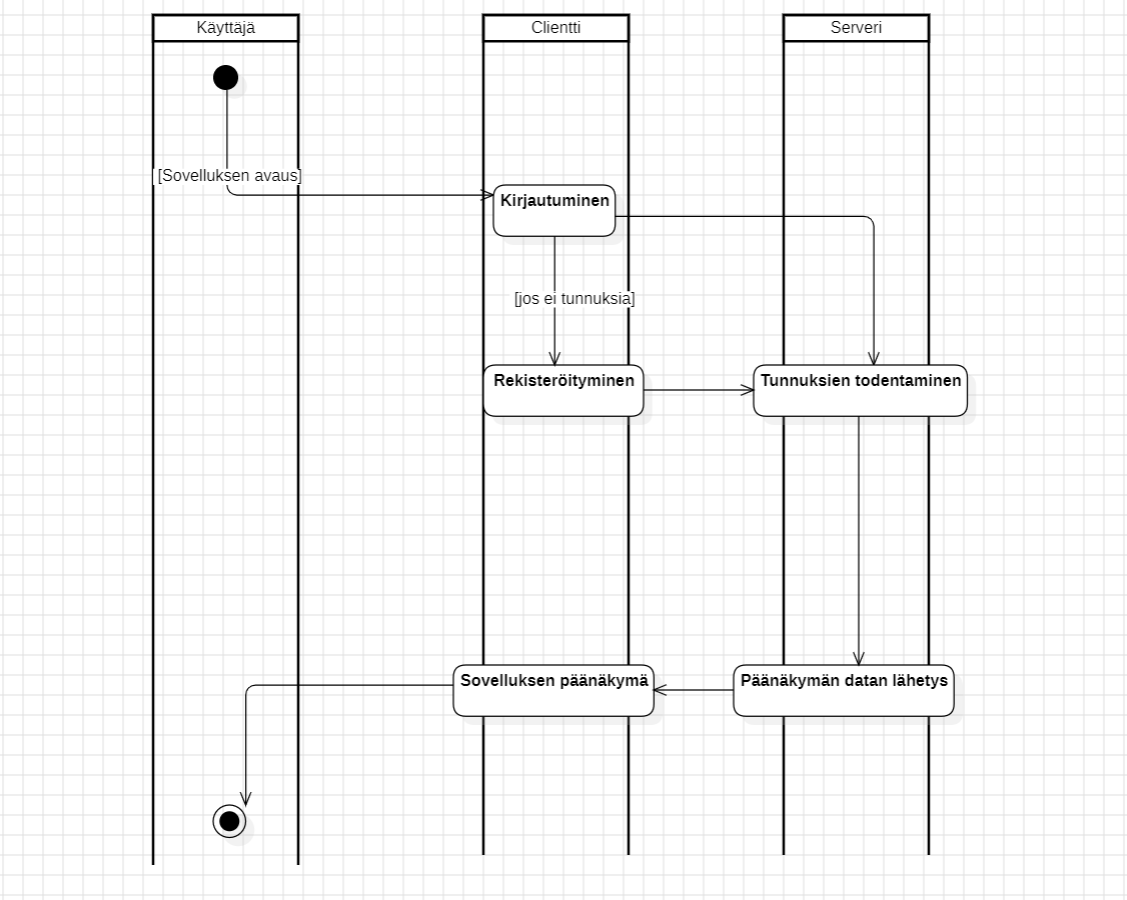 Käyttäjä
Clientti
Serveri
[Sovelluksen avaus]
Kirjautuminen
[jos ei tunnuksia]
Rekisteröityminen
Tunnuksien todentaminen
Sovelluksen päänäkymä
Päänäkymän datan lähetys